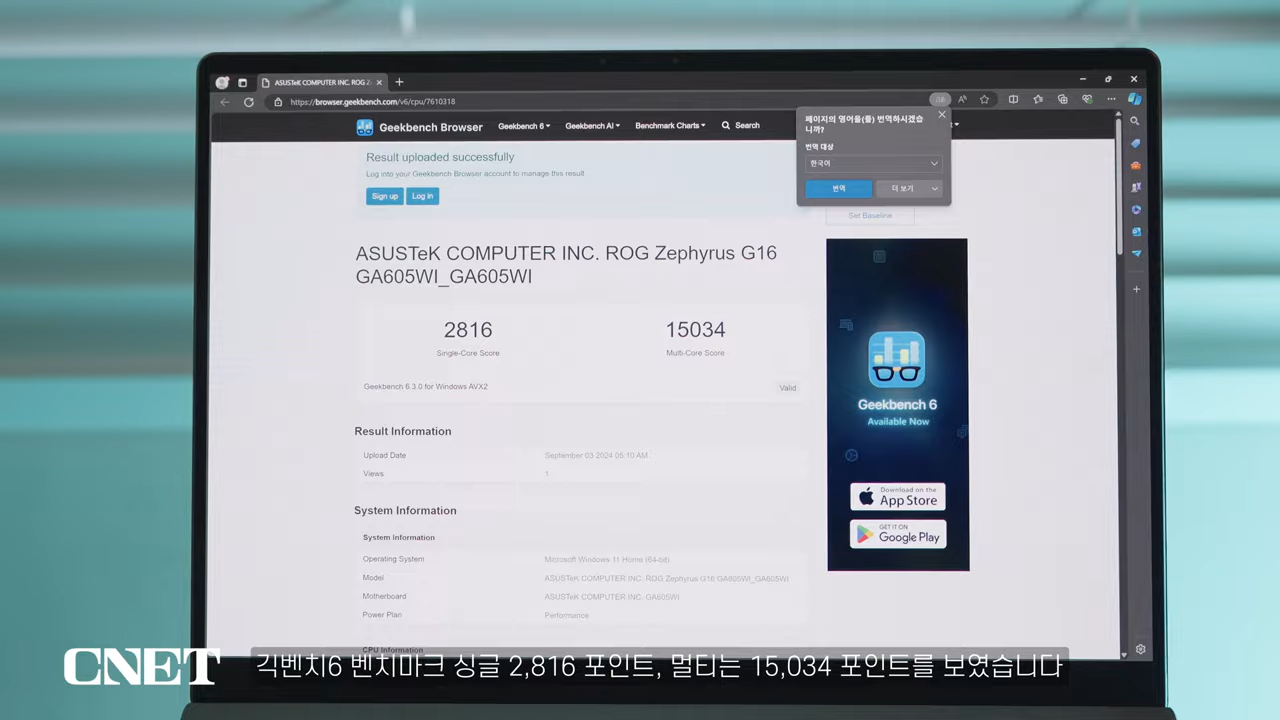 ASUSTeK COMPUTER INC. ROG Z
https://browser.geekbench.com/v6/cpu/7610318
Geekbench Browser
Geekbench 6
Geekbench AI
Benchmark Charts
Search
페이지의 영어을(를) 번역하시겠습니까?
번역 대상
한국어
번역
더 보기
Result uploaded successfully
Log into your Geekbench Browser account to manage this result
Sign up
Log in
Set Baseline
ASUSTeK COMPUTER INC. ROG Zephyrus G16
GA605WI_GA605WI
2816
15034
Single-Core Score
Multi-Core Score
Geekbench 6.3.0 for Windows AVX2
Valid
Geekbench 6
Available Now
Download on the
App Store
GET IT ON
Google Play
Result Information
Upload Date
September 03 2024 05:10 AM
Views
1
System Information
System Information
Operating System
Microsoft Windows 11 Home (64-bit)
Model
ASUSTeK COMPUTER INC. ROG Zephyrus G16 GA605WI_GA605WI
Motherboard
ASUSTeK COMPUTER INC. GA605WI
Power Plan
Performance
CPU Information
CNET
긱벤치6 벤치마크 싱글 2,816 포인트, 멀티는 15,034 포인트를 보였습니다